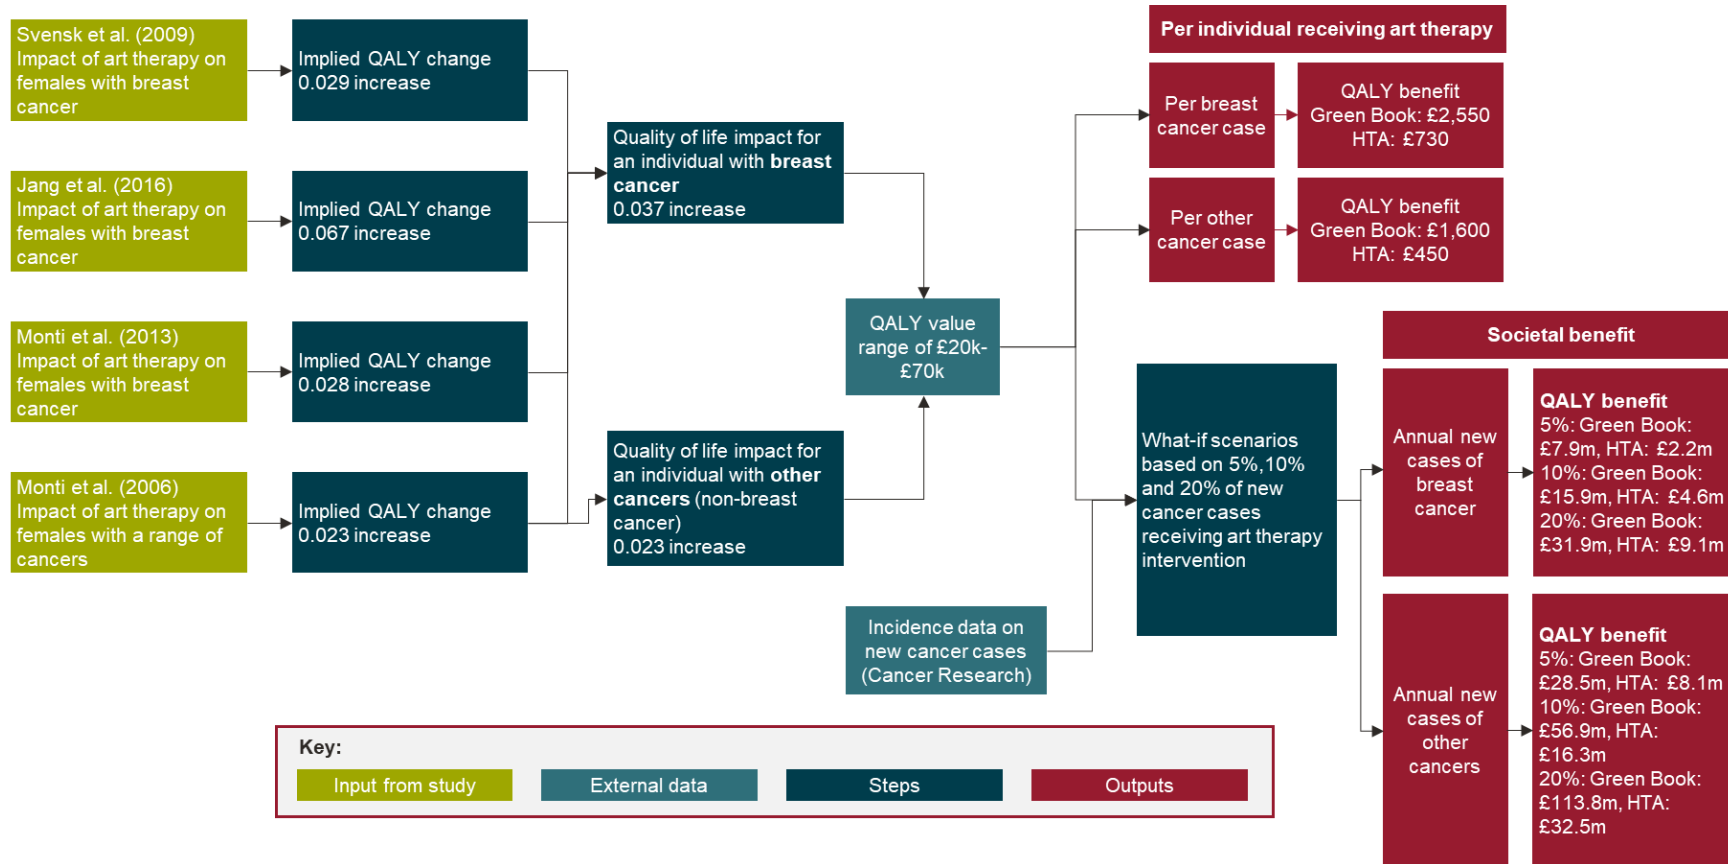 Svensk et al. (2009)
Impact of art therapy on
females with breast
cancer
Implied QALY change
0.029 increase
Jang et al. (2016)
Impact of art therapy on
females with breast
cancer
Implied QALY change
0.067 increase
Monti et al. (2013)
Impact of art therapy on
females with breast
cancer
Implied QALY change
0.028 increase
Monti et al. (2006)
Impact of art therapy on
females with a range of
cancers
Implied QALY change
0.023 increase
Quality of life impact for
an individual with breast
cancer
0.037 increase
Quality of life impact for
an individual with other
cancers (non-breast
cancer)
0.023 increase
QALY value
range of £20k-
£70k
Incidence data on
new cancer cases
(Cancer Research)
Per individual receiving art therapy
Per breast
cancer case
QALY benefit
Green Book: £2,550
HTA: £730
Per other
cancer case
QALY benefit
Green Book: £1,600
HTA: £450
What-if scenarios
based on 5%,10%
and 20% of new
cancer cases
receiving art therapy
intervention
Societal benefit
Annual new
cases of
breast
cancer
QALY benefit
5%: Green Book:
£7.9m, HTA: £2.2m
10%: Green Book:
£15.9m, HTA: £4.6m
20%: Green Book:
£31.9m, HTA: £9.1m
Annual new
cases of
other
cancers
QALY benefit
5%: Green Book:
£28.5m, HTA: £8.1m
10%: Green Book:
£56.9m, HTA:
£16.3m
20%: Green Book:
£113.8m, HTA:
£32.5m
Key:
Input from study
External data
Steps
Outputs